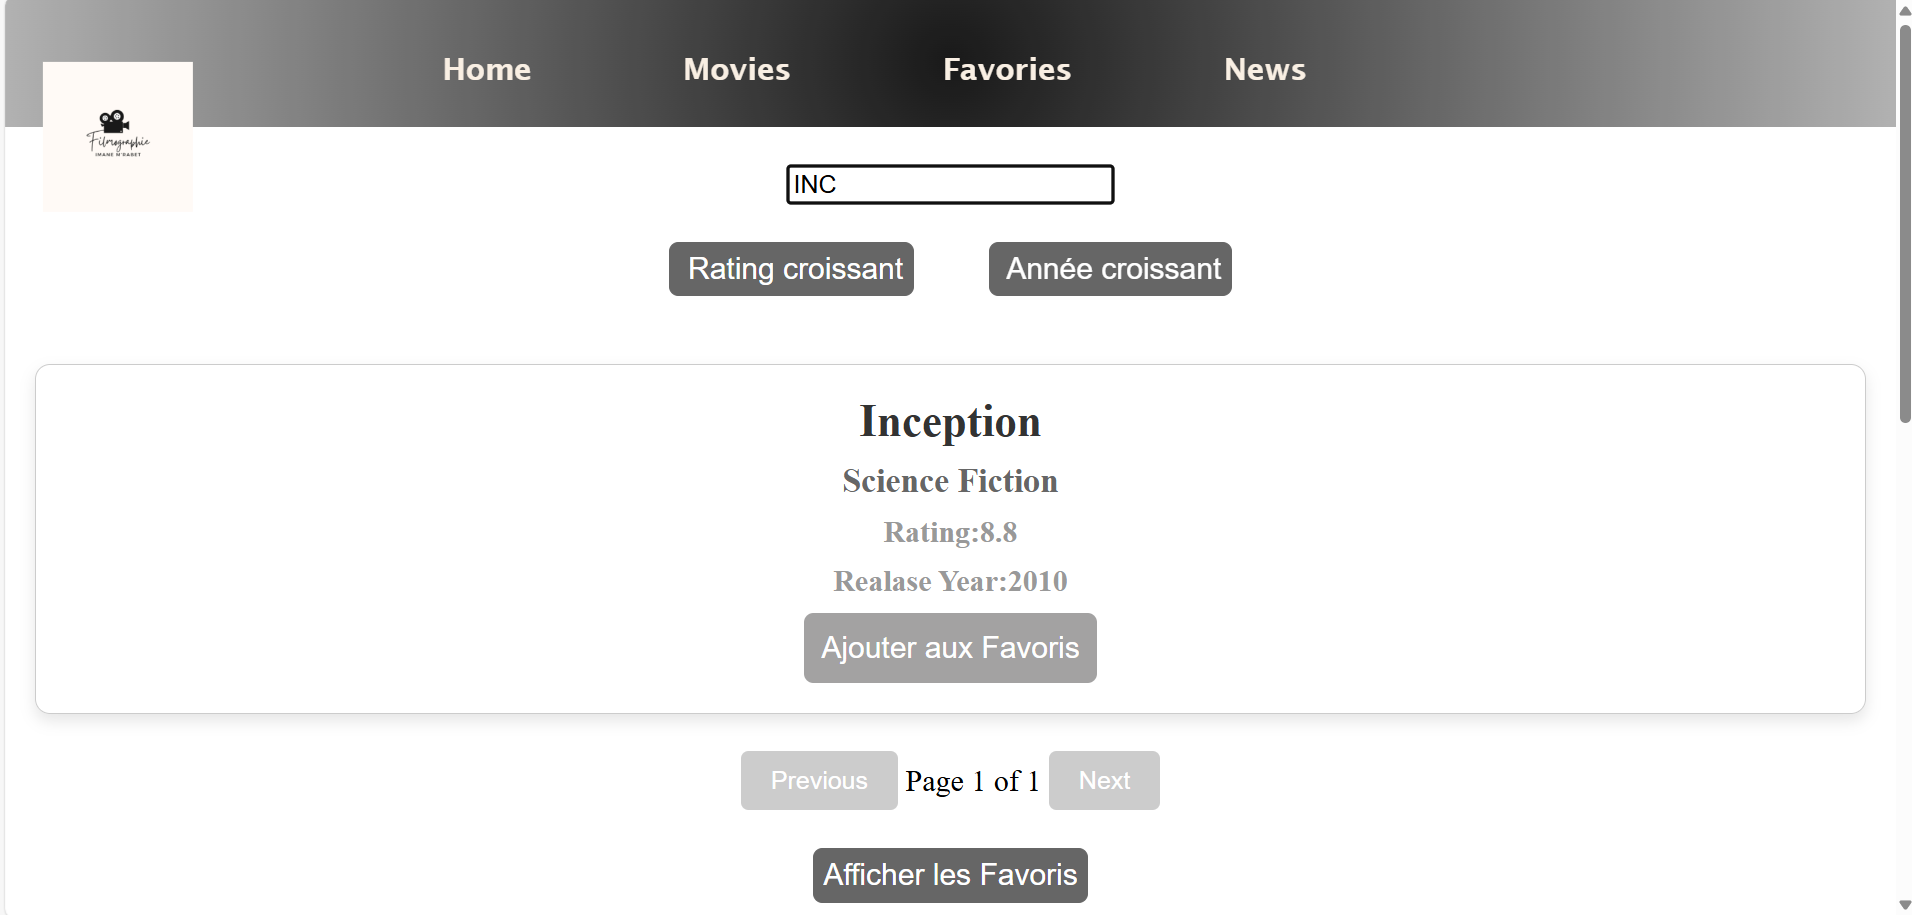 Home Movies Favories News
Filmographie
IMANE M'RABET
INC
Rating croissant Année croissant
Inception
Science Fiction
Rating:8.8
Realase Year:2010
Ajouter aux Favoris
Previous Page 1 of 1 Next
Afficher les Favoris